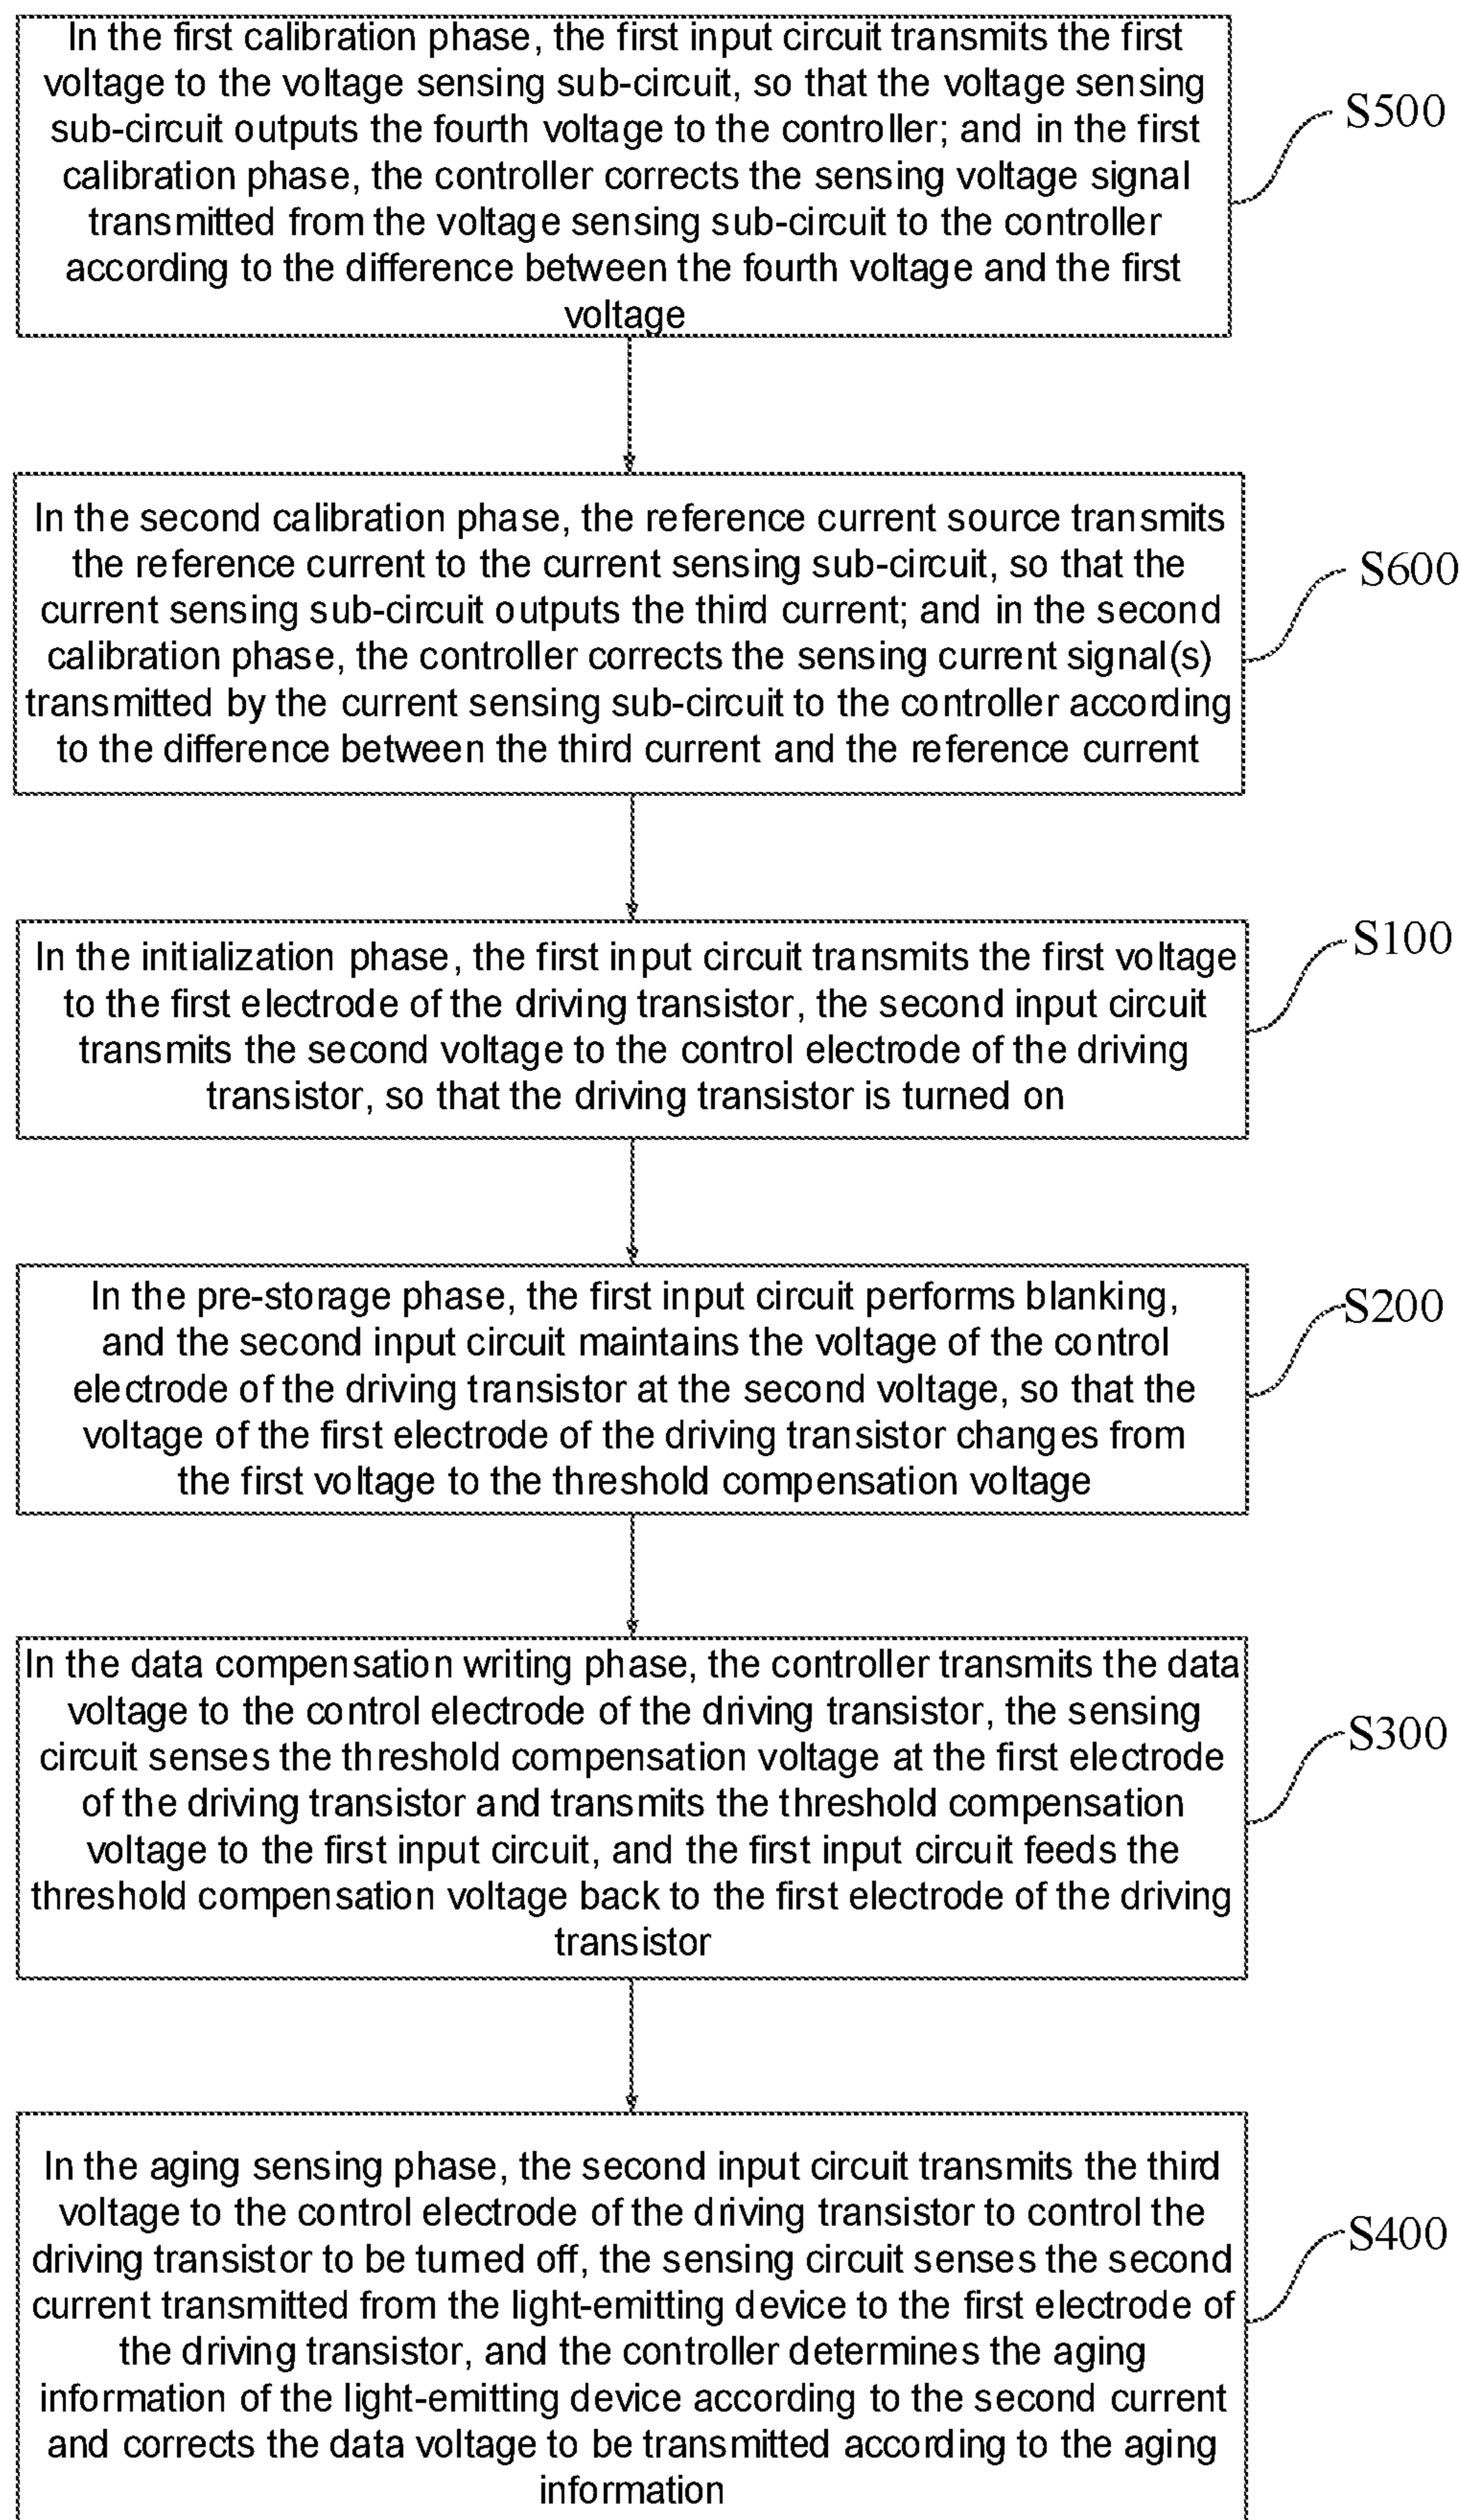 In the first calibration phase, the first input circuit transmits the first
voltage to the voltage sensing sub-circuit, so that the voltage sensing
sub-circuit outputs the fourth voltage to the controller; and in the first
calibration phase, the controller corrects the sensing voltage signal
transmitted from the voltage sensing sub-circuit to the controller
according to the difference between the fourth voltage and the first
voltage
S500
In the second calibration phase, the reference current source transmits
the reference current to the current sensing sub-circuit, so that the
current sensing sub-circuit outputs the third current; and in the second
calibration phase, the controller corrects the sensing current signal(s)
transmitted by the current sensing sub-circuit to the controller according
to the difference between the third current and the reference current
S600
In the initialization phase, the first input circuit transmits the first voltage
to the first electrode of the driving transistor, the second input circuit
transmits the second voltage to the control electrode of the driving
transistor, so that the driving transistor is turned on
S100
In the pre-storage phase, the first input circuit performs blanking,
and the second input circuit maintains the voltage of the control
electrode of the driving transistor at the second voltage, so that the
voltage of the first electrode of the driving transistor changes from
the first voltage to the threshold compensation voltage
S200
In the data compensation writing phase, the controller transmits the data
voltage to the control electrode of the driving transistor, the sensing
circuit senses the threshold compensation voltage at the first electrode
of the driving transistor and transmits the threshold compensation
voltage to the first input circuit, and the first input circuit feeds the
threshold compensation voltage back to the first electrode of the driving
transistor
S300
In the aging sensing phase, the second input circuit transmits the third
voltage to the control electrode of the driving transistor to control the
driving transistor to be turned off, the sensing circuit senses the second
current transmitted from the light-emitting device to the first electrode of
the driving transistor, and the controller determines the aging
information of the light-emitting device according to the second current
and corrects the data voltage to be transmitted according to the aging
information
S400